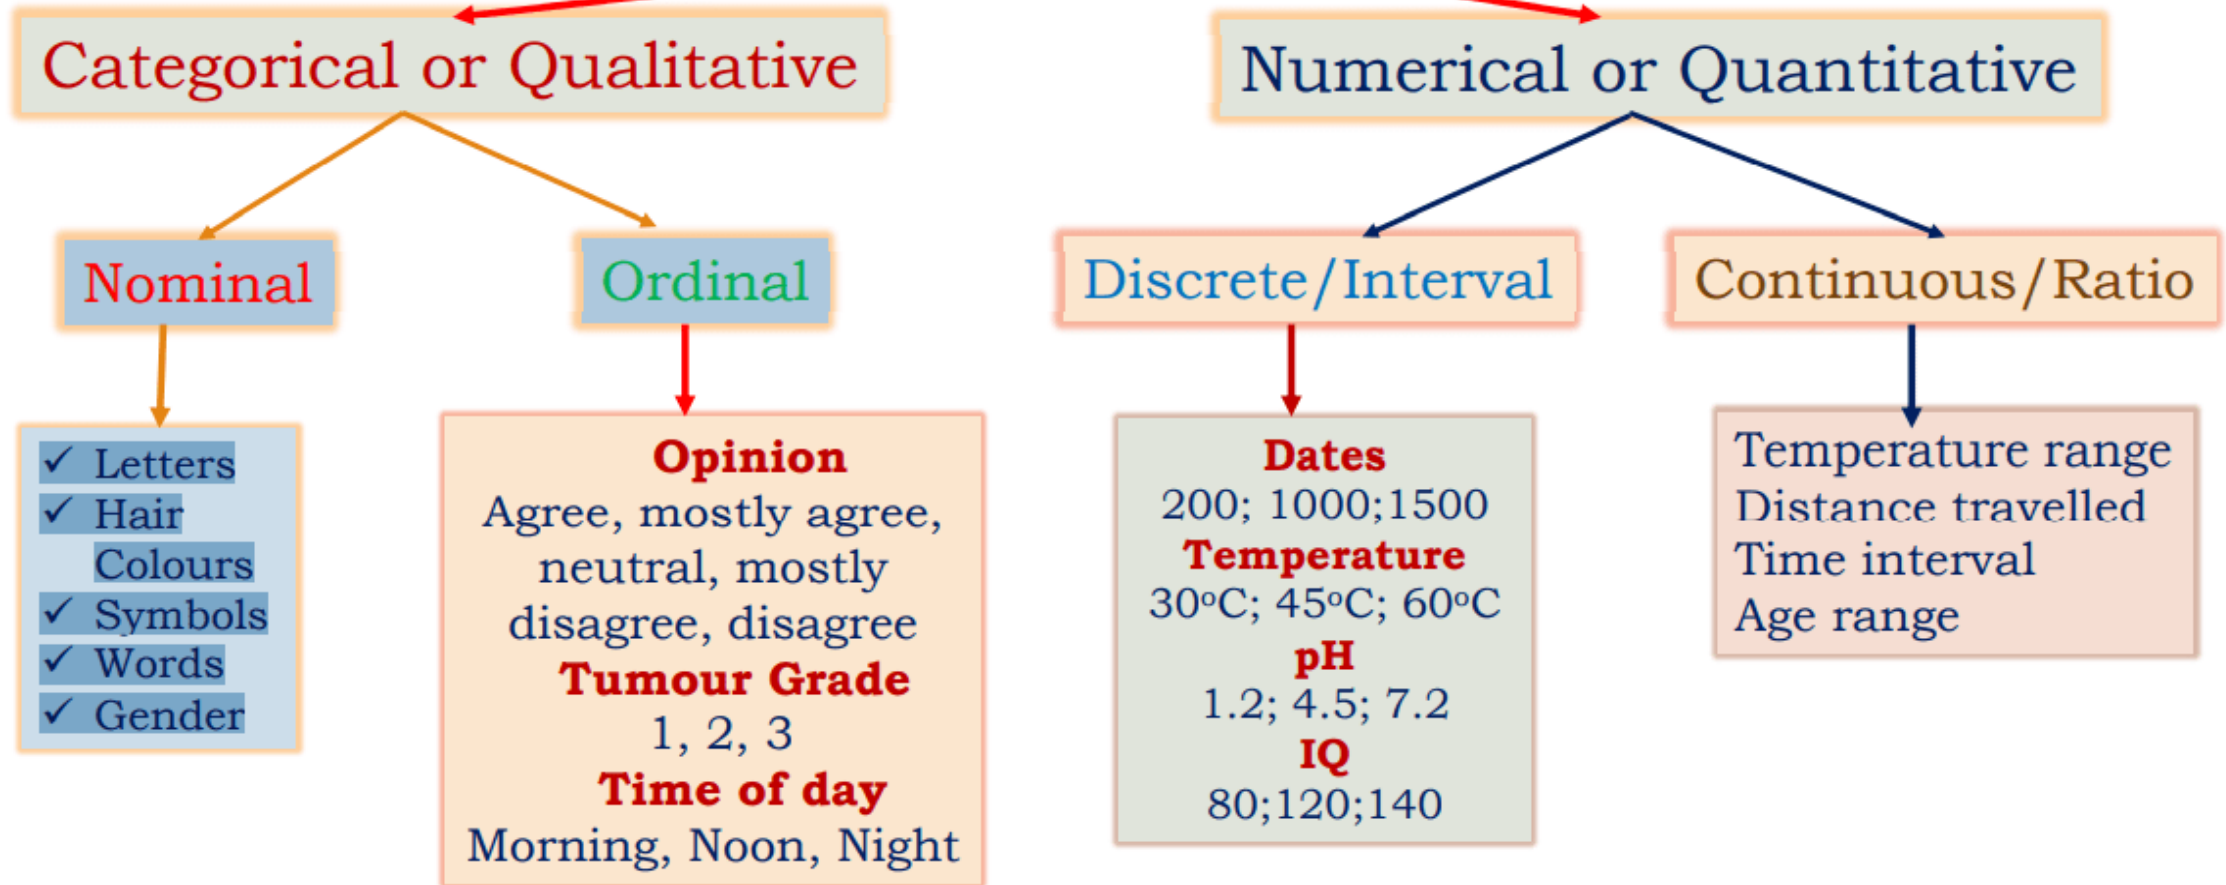 Categorical or Qualitative
Numerical or Quantitative
Nominal
Ordinal
Discrete/Interval
Continuous/Ratio
✓ Letters
✓ Hair
Colours
✓ Symbols
✓ Words
✓ Gender
Opinion
Agree, mostly agree,
neutral, mostly
disagree, disagree
Tumour Grade
1, 2, 3
Time of day
Morning, Noon, Night
Dates
200; 1000;1500
Temperature
30°C; 45°C; 60°C
pH
1.2; 4.5; 7.2
IQ
80;120;140
Temperature range
Distance travelled
Time interval
Age range